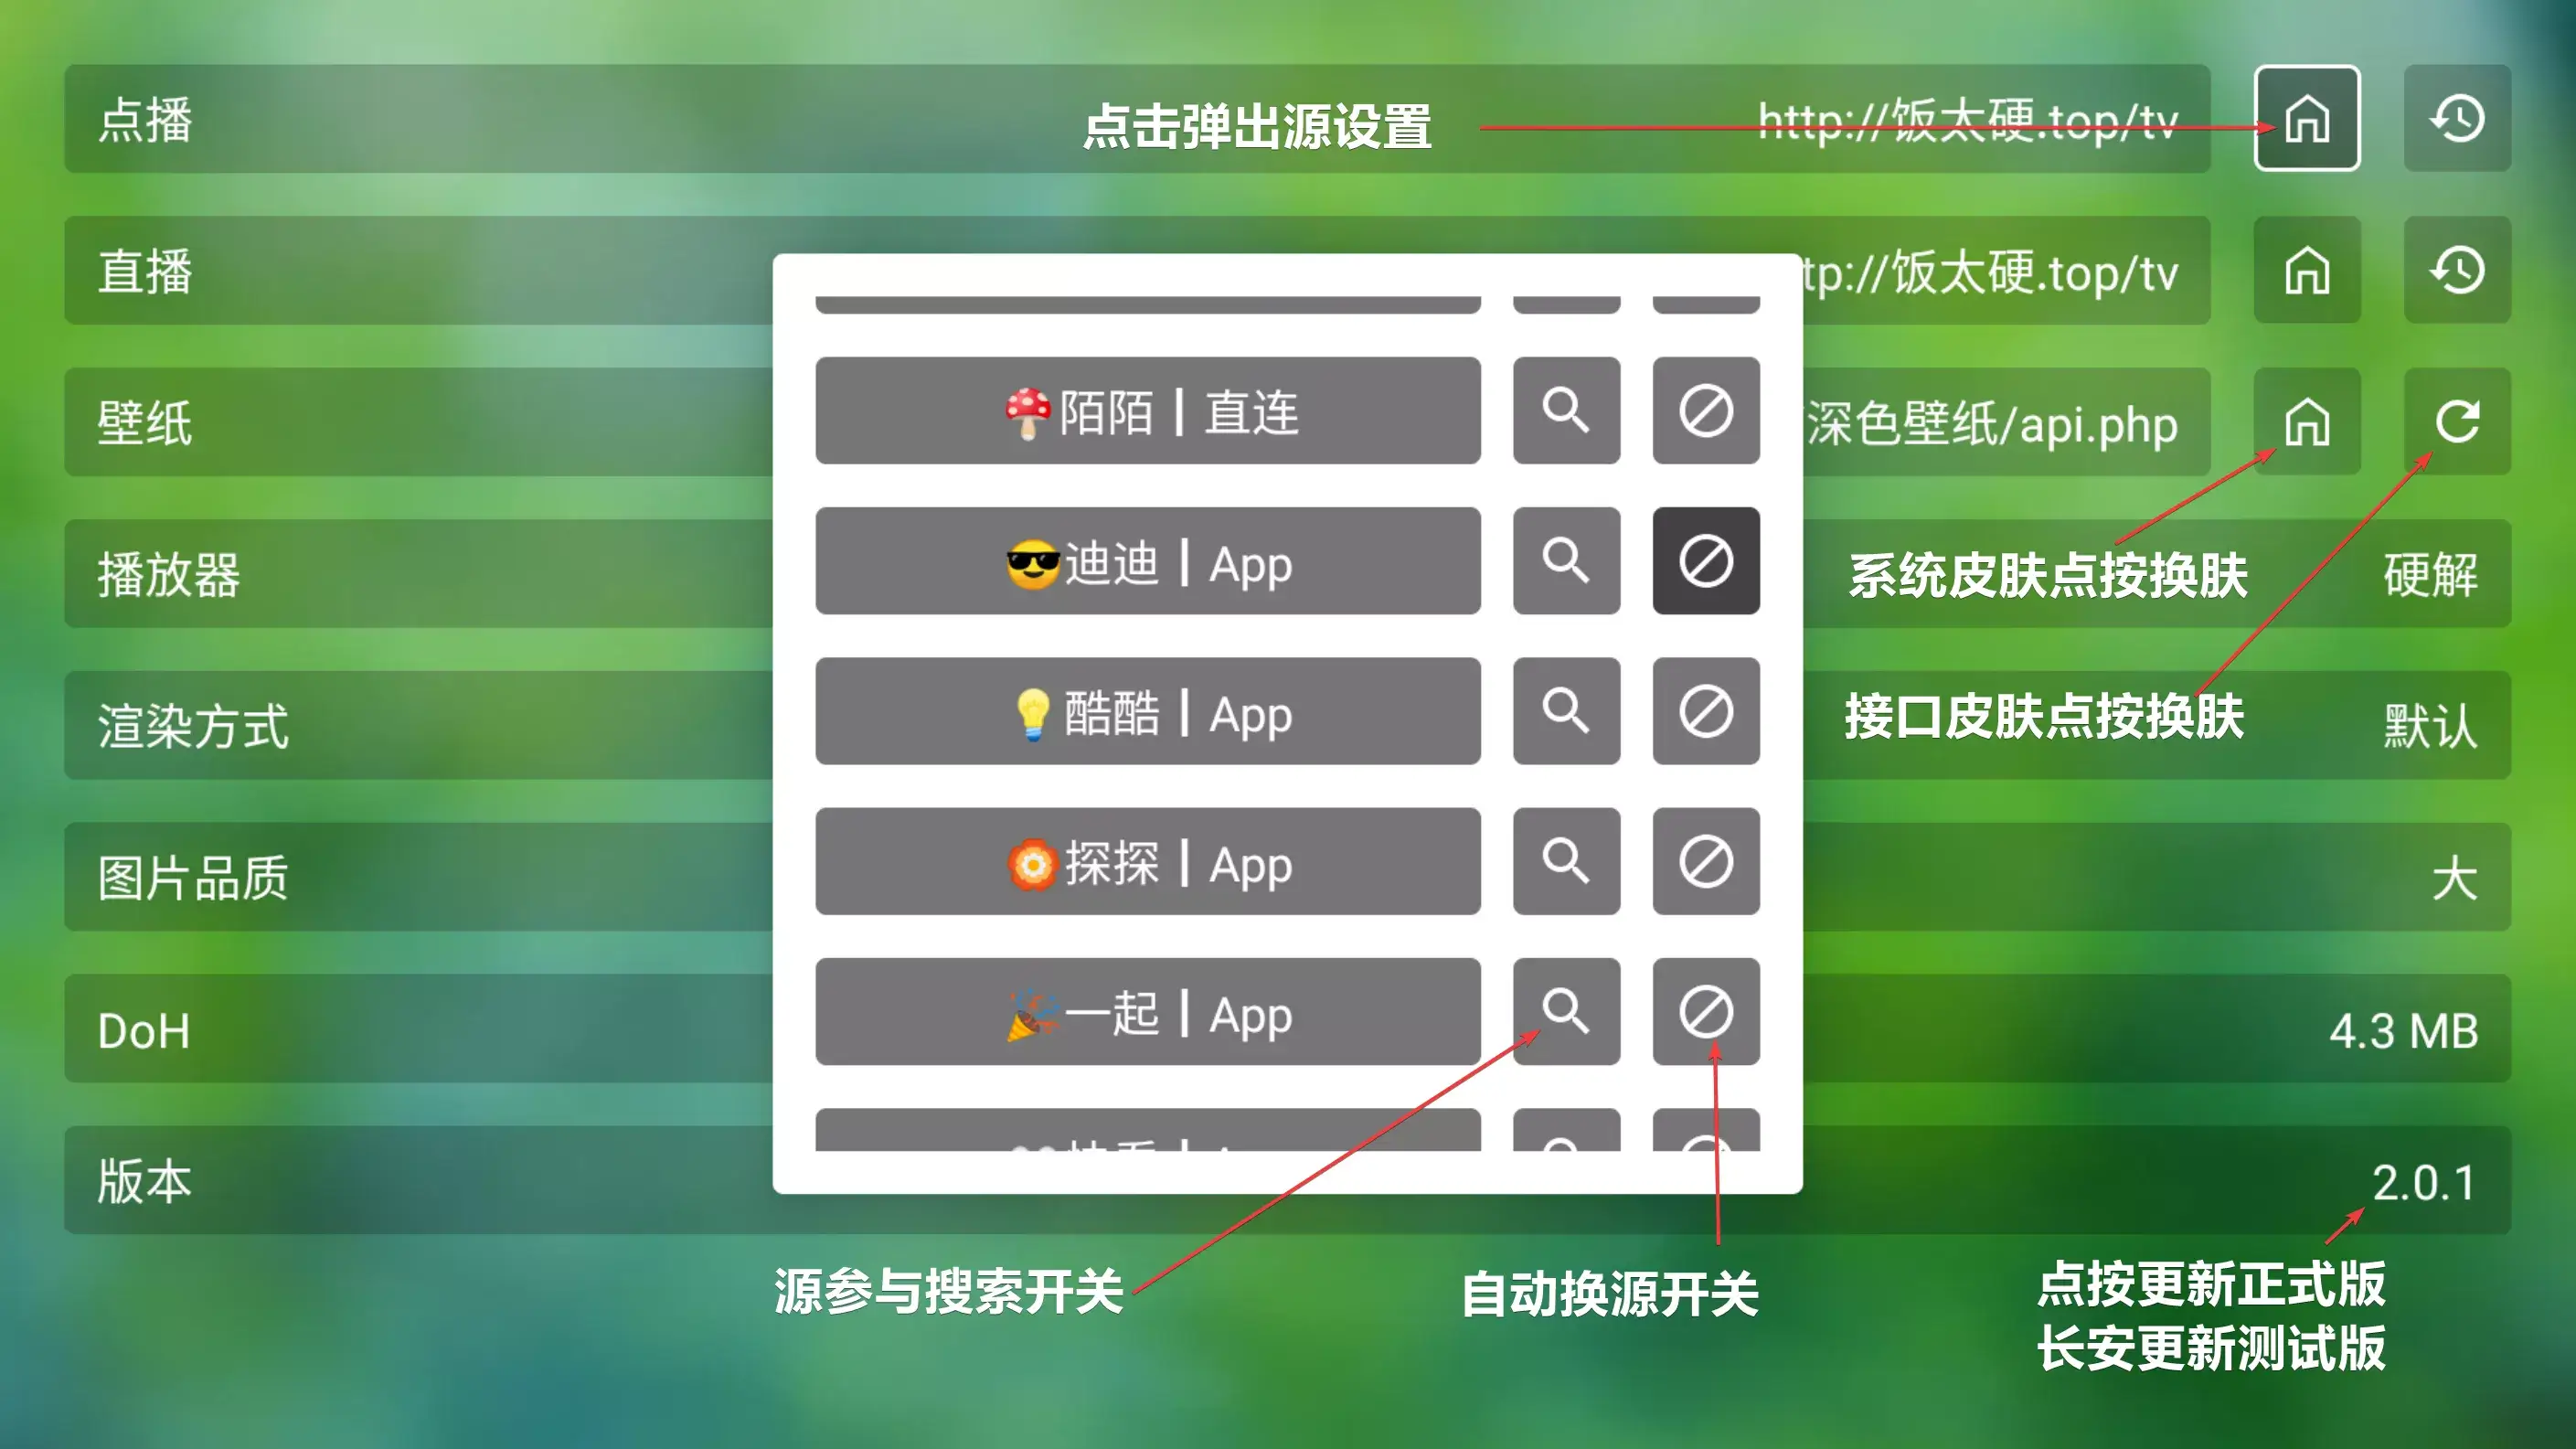 点播
点击弹出源设置
http://饭太硬.top/tv
直播
tp://饭太硬.top/tv
🍄陌陌┃直连
壁纸
深色壁纸/api.php
😎迪迪┃App
播放器
系统皮肤点按换肤
硬解
💡酷酷┃App
渲染方式
接口皮肤点按换肤
默认
🏵探探┃App
图片品质
大
🎉一起┃App
DoH
4.3 MB
版本
2.0.1
源参与搜索开关
自动换源开关
点按更新正式版
长安更新测试版